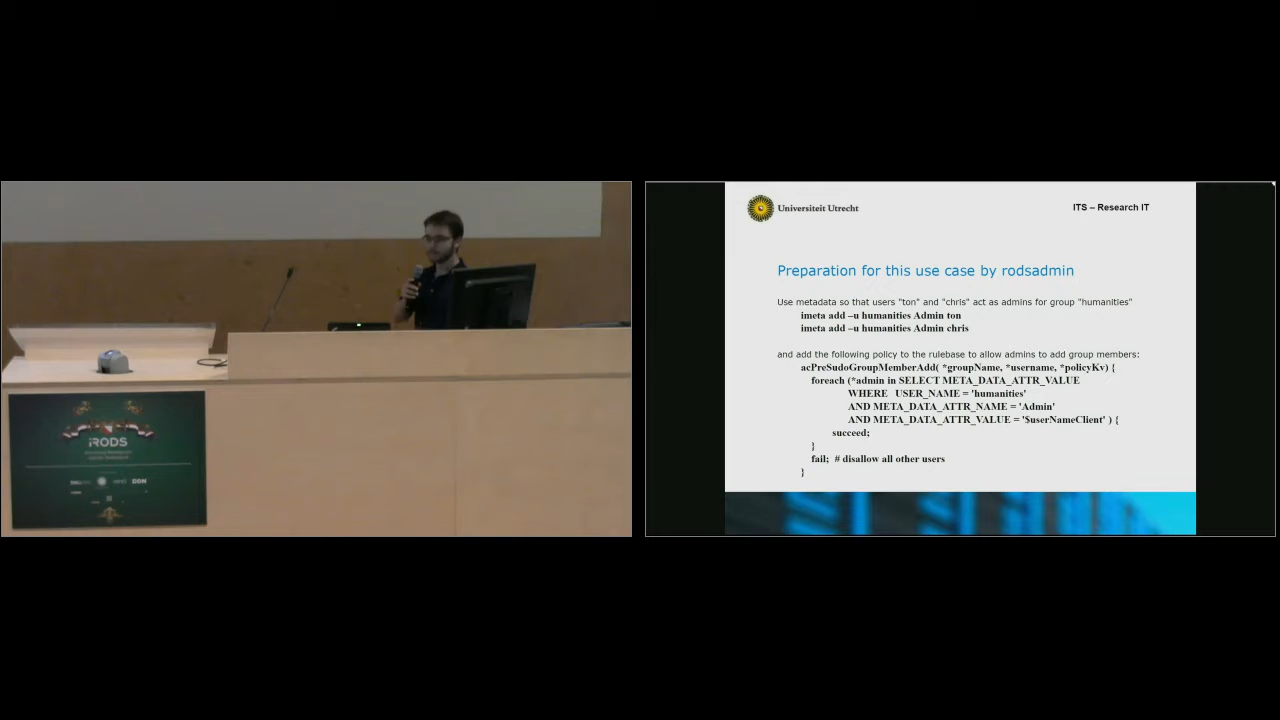 iRODS
DDN
Universiteit Utrecht
ITS – Research IT
Preparation for this use case by rodsadmin
Use metadata so that users "ton" and "chris" act as admins for group "humanities"
imeta add –u humanities Admin ton
imeta add –u humanities Admin chris
and add the following policy to the rulebase to allow admins to add group members:
acPreSudoGroupMemberAdd( *groupName, *username, *policyKv) {
foreach (*admin in SELECT META_DATA_ATTR_VALUE
WHERE USER_NAME = 'humanities'
AND META_DATA_ATTR_NAME = 'Admin'
AND META_DATA_ATTR_VALUE = '$userNameClient' ) {
succeed;
}
fail; # disallow all other users
}